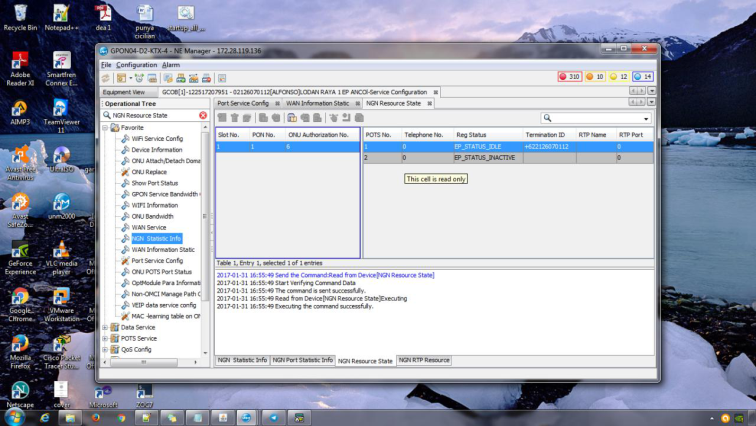 Recycle Bin
Notepad++
dea1
punya
cicilan
startup_all_...
Adobe
Reader XI
Smartfren
Connex E...
AIMP3
TeamViewer
11
Avast Free
Antivirus
UltraISO
Avast
SafeZo...
unm2000
GeForce
Experience
VLC media
player
Google
Chrome
VMware
Workstation
Mozilla
Firefox
Cisco Packet
Tracer Stu...
Netscape
cover
Microsoft
ZOC7
GPON04-D2-KTX-4 - NE Manager - 172.28.119.136
File Configuration Alarm
310 10 12 14
Equipment View GCOB[1]-122517207951 - 02126070112[ALFONSO]LODAN RAYA 1 EP ANCOl-Service Configuration
Operational Tree
NGN Resource State
Favorite
WiFi Service Config
Device Information
ONU Attach/Detach Doma
ONU Replace
Show Port Status
GPON Service Bandwidth
WIFI Information
ONU Bandwidth
WAN Service
NGN Statistic Info
WAN Information Static
Port Service Config
ONU POTS Port Status
OptModule Para Informati
Non-OMCI Manage Path C
VEIP data service config
MAC -learning table on ON
Data Service
POTS Service
QoS Config
Port Service Config WAN Information Static NGN Resource State
Slot No. PON No. ONU Authorization No. POTS No. Telephone No. Reg Status Termination ID RTP Name RTP Port
1 1 6 1 0 EP_STATUS_IDLE +622126070112 0
2 0 EP_STATUS_INACTIVE 0
This cell is read only
Table 1, Entry 1, selected 1 of 1 entries
2017-01-31 16:55:49 Send the Command:Read from Device[NGN Resource State]
2017-01-31 16:55:49 Start Verifying Command Data
2017-01-31 16:55:49 The command is sent successfully.
2017-01-31 16:55:49 Read from Device[NGN Resource State]Executing
2017-01-31 16:55:49 Executing the command successfully.
NGN Statistic Info NGN Port Statistic Info NGN Resource State NGN RTP Resource